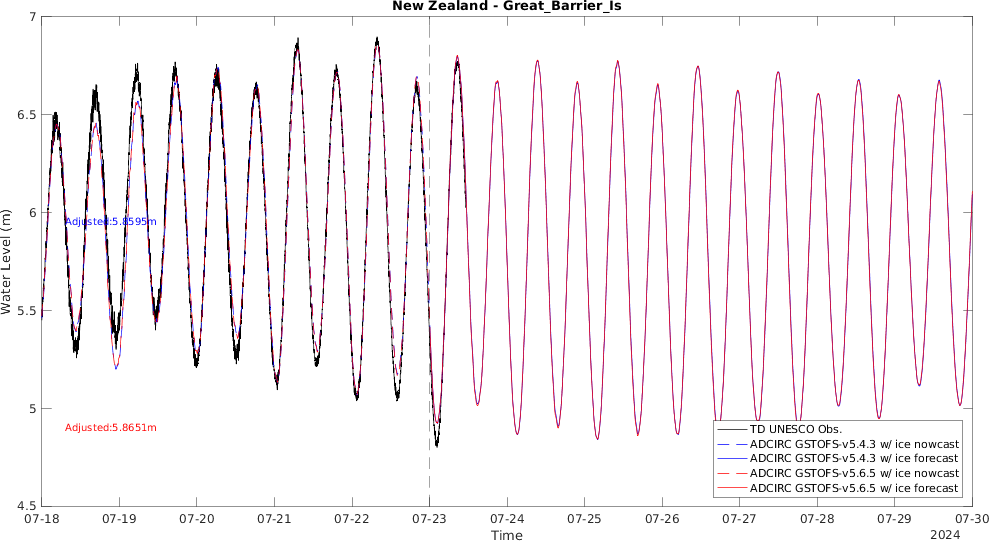 New Zealand - Great_Barrier_Is
7
6.5
6
5.5
5
4.5
Water Level (m)
Adjusted:5.8595m
Adjusted:5.8651m
TD UNESCO Obs.
ADCIRC GSTOFS-v5.4.3 w/ ice nowcast
ADCIRC GSTOFS-v5.4.3 w/ ice forecast
ADCIRC GSTOFS-v5.6.5 w/ ice nowcast
ADCIRC GSTOFS-v5.6.5 w/ ice forecast
07-18 07-19 07-20 07-21 07-22 07-23 07-24 07-25 07-26 07-27 07-28 07-29 07-30
Time
2024